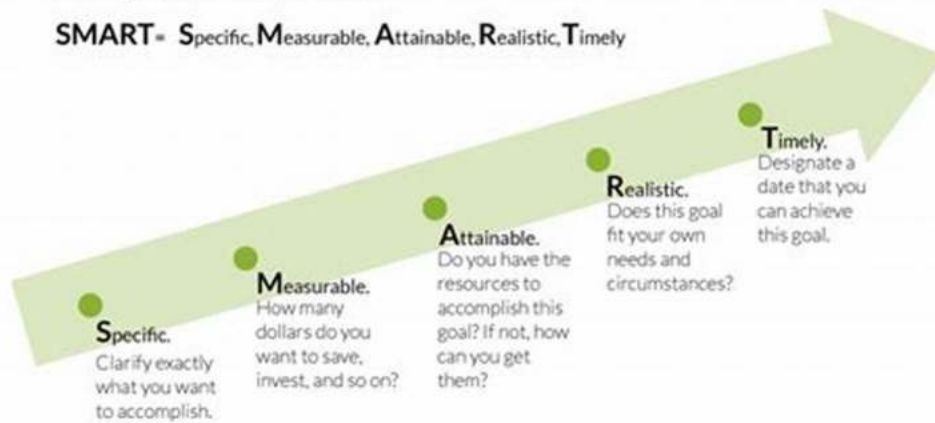 SMART= Specific, Measurable, Attainable, Realistic, Timely
Specific.
Clarify exactly
what you want
to accomplish.
Measurable.
How many
dollars do you
want to save,
invest, and so on?
Attainable.
Do you have the
resources to
accomplish this
goal? If not, how
can you get
them?
Realistic.
Does this goal
fit your own
needs and
circumstances?
Timely.
Designate a
date that you
can achieve
this goal.